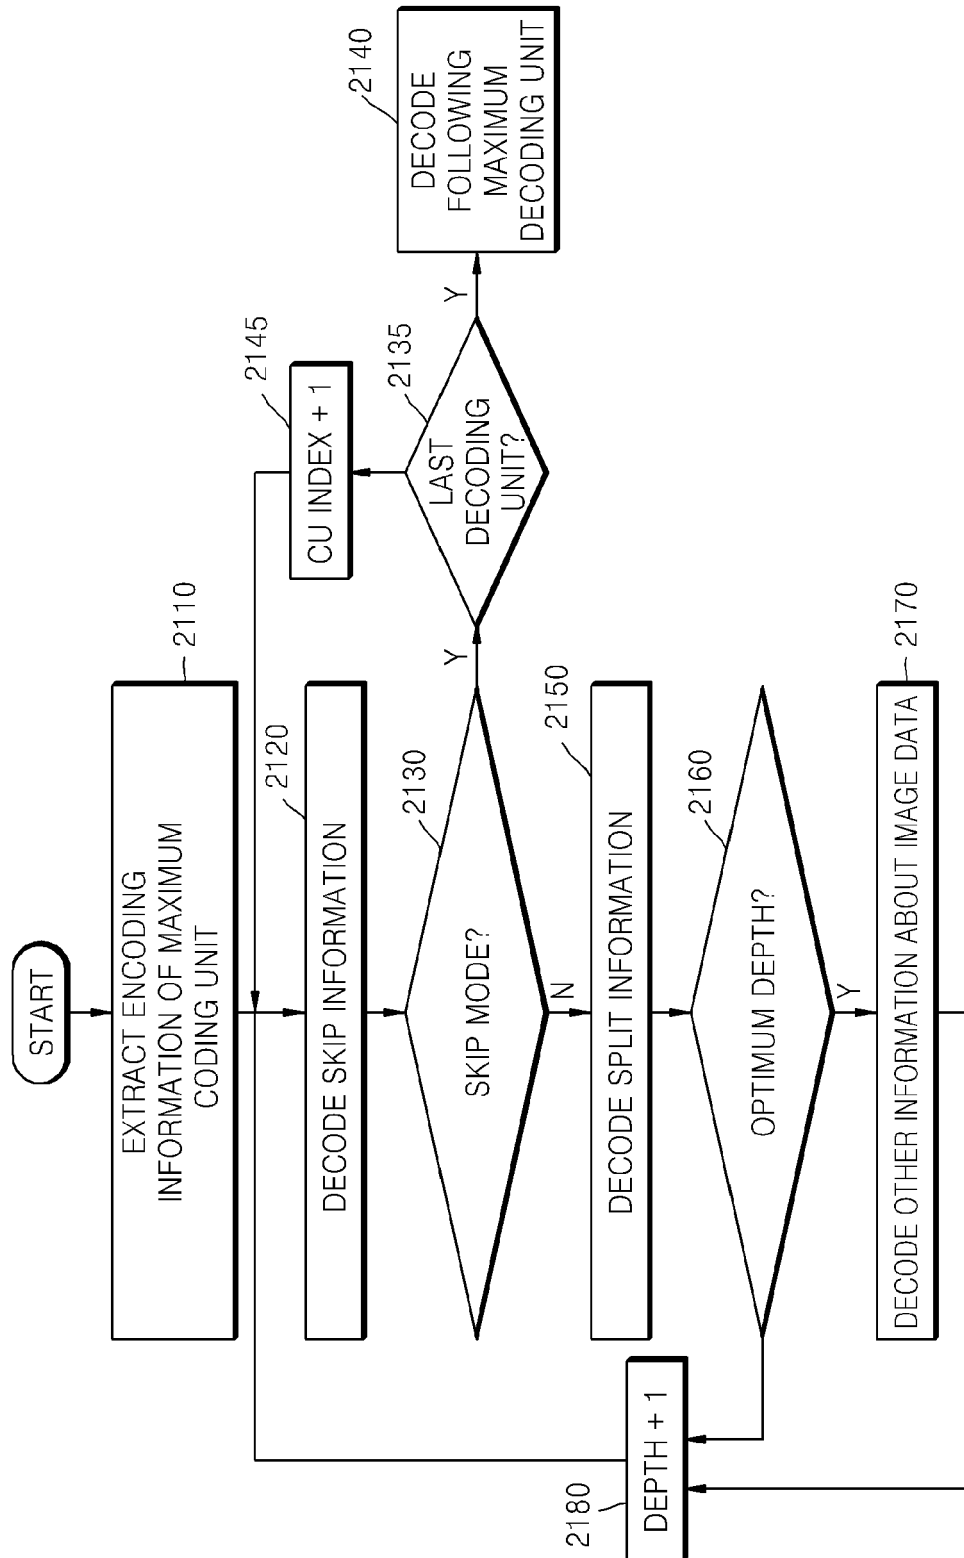 START
EXTRACT ENCODING
INFORMATION OF MAXIMUM
CODING UNIT
2110
DECODE SKIP INFORMATION
2120
SKIP MODE?
2130
Y
N
LAST
DECODING
UNIT?
2135
Y
CU INDEX + 1
2145
DECODE
FOLLOWING
MAXIMUM
DECODING UNIT
2140
DECODE SPLIT INFORMATION
2150
OPTIMUM DEPTH?
2160
Y
DECODE OTHER INFORMATION ABOUT IMAGE DATA
2170
DEPTH + 1
2180